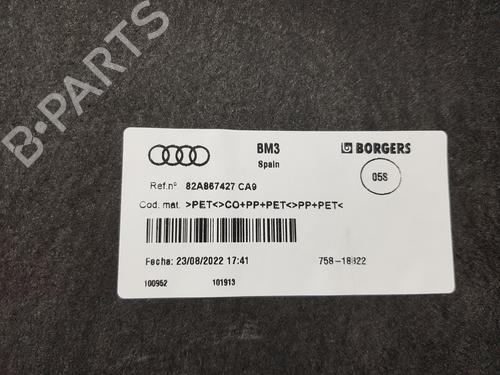 B-PARTS
BM3
Spain
BORGERS
05S
Ref.nº 82A867427 CA9
Cod. mat. >PET<>CO+PP+PET<>PP+PET<
Fecha: 23/08/2022 17:41
758-18822
100952
101913